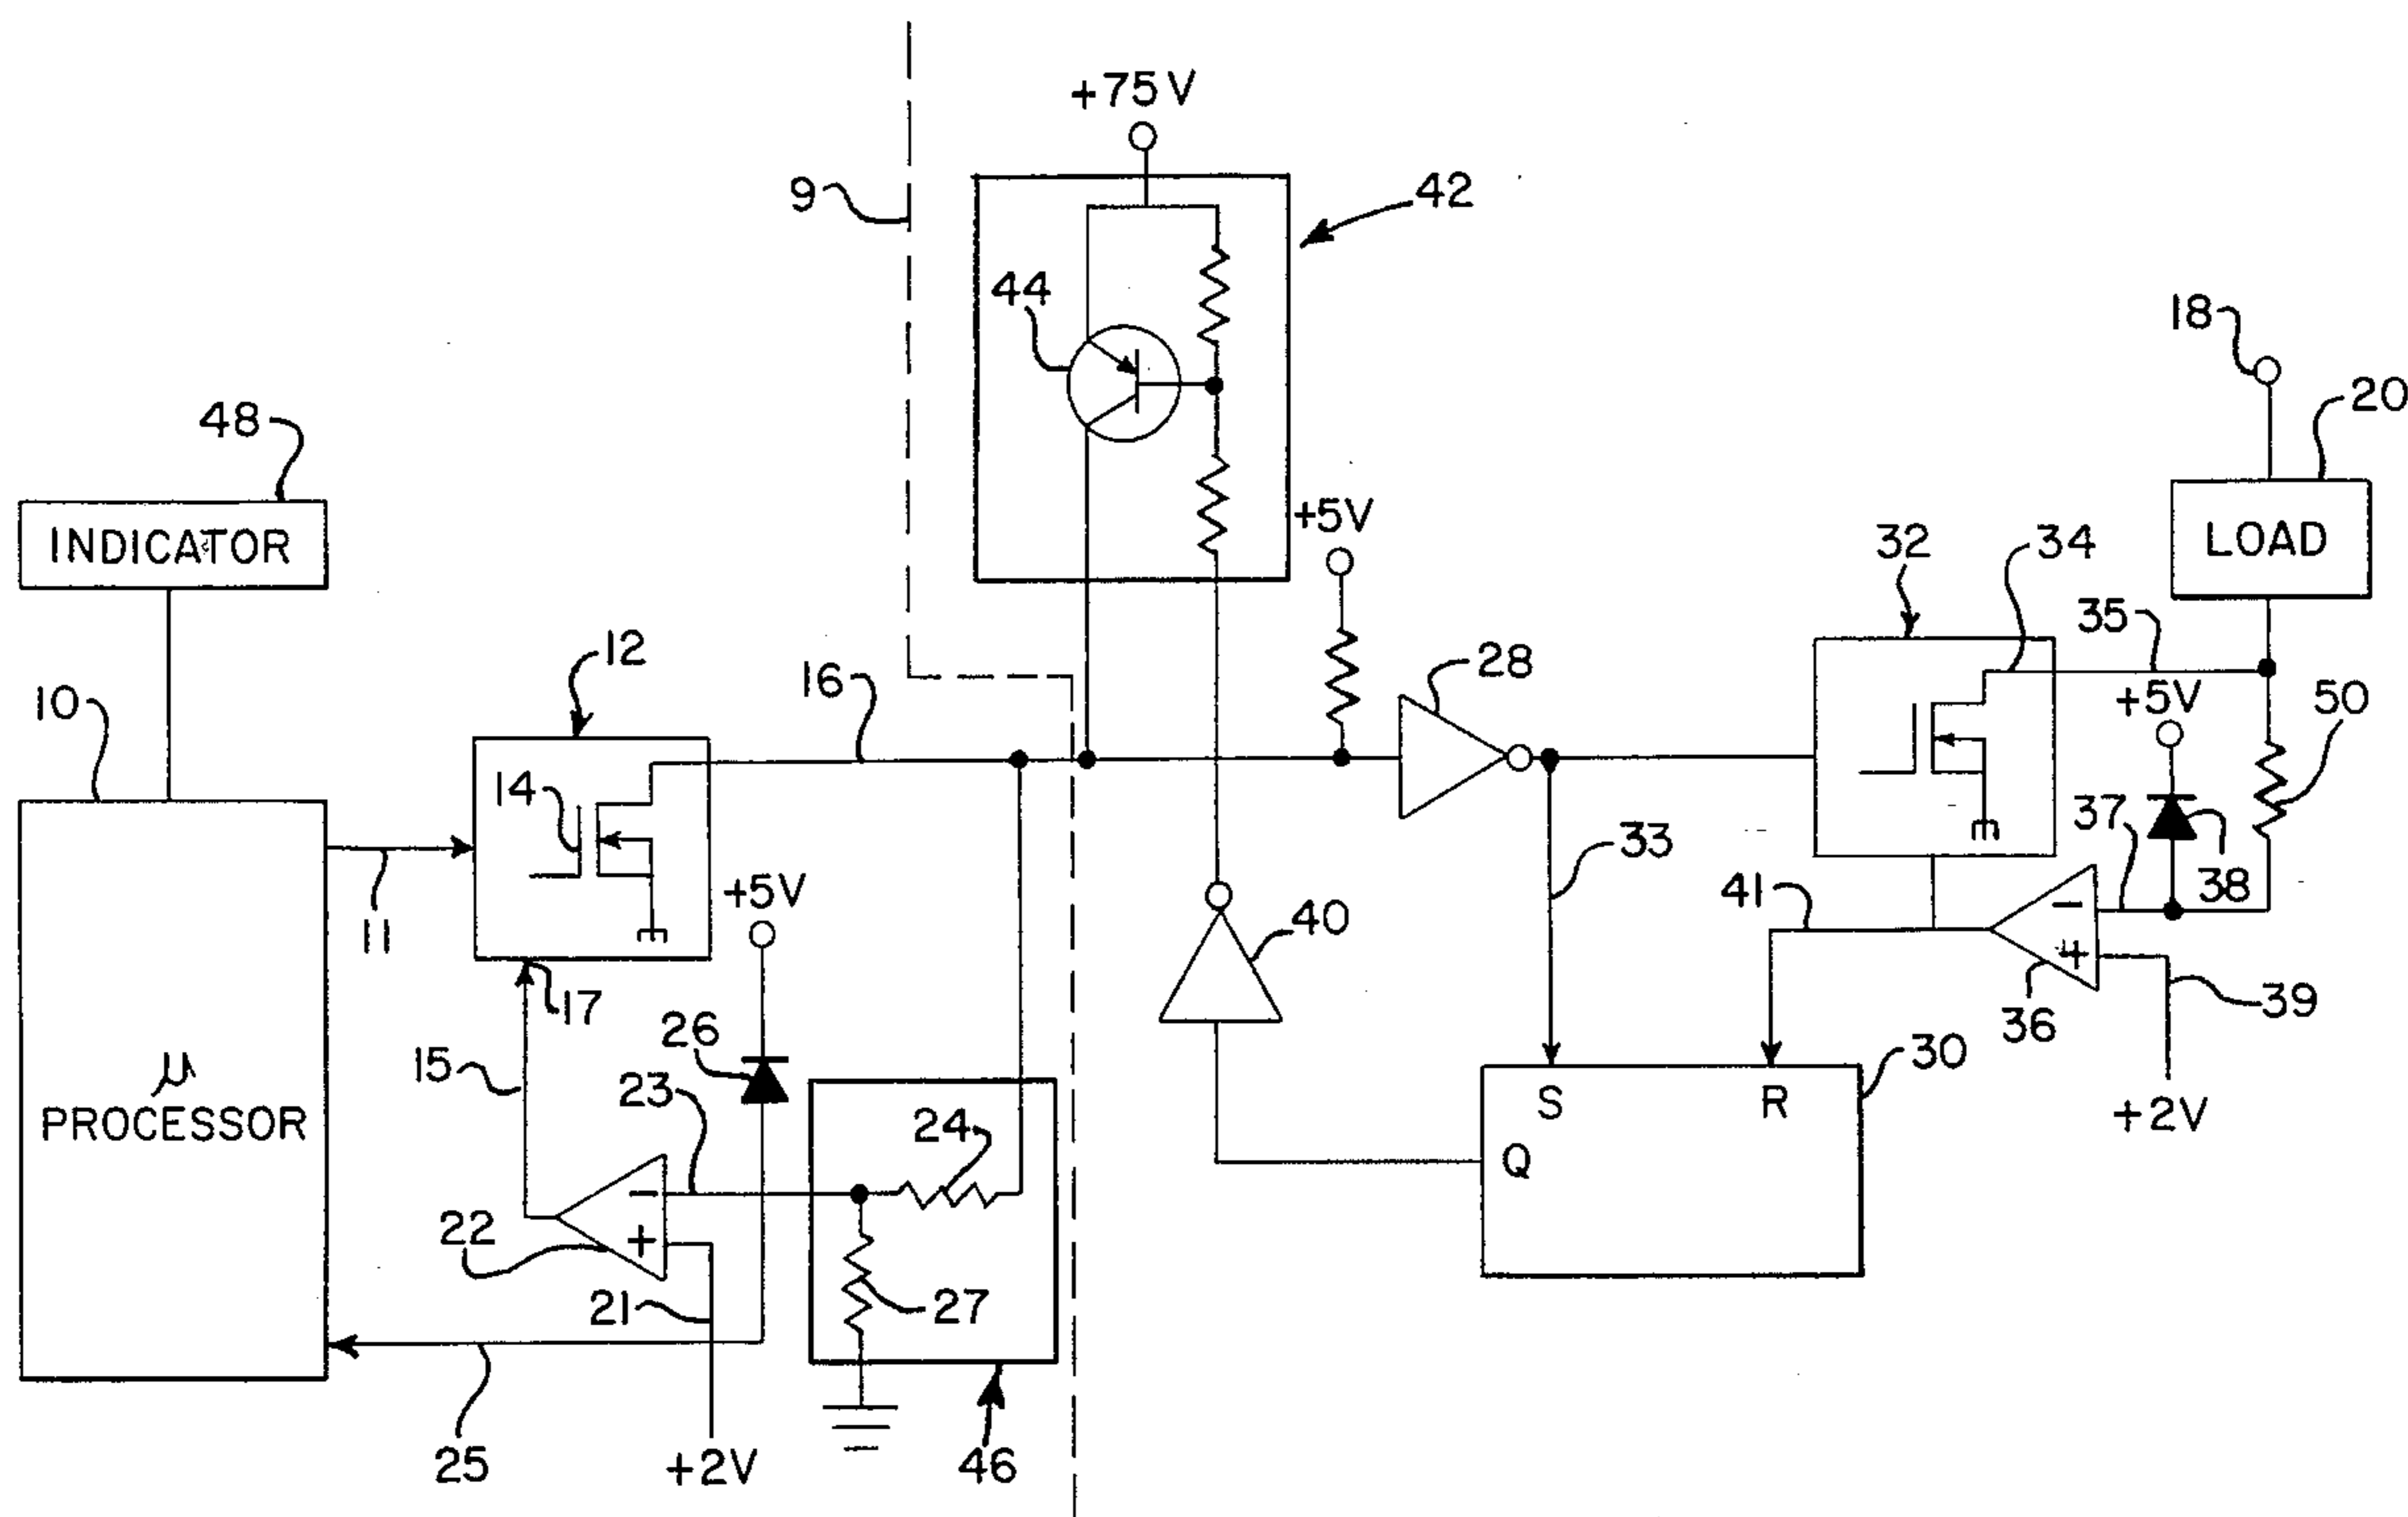 +75V
9
42
44
18
20
48
+5V
INDICATOR
32
34
LOAD
35
12
28
+5V
50
10
16
14
37
33
38
11
+5V
41
40
17
39
36
26
15
30
23
μ
PROCESSOR
24
S
R
+2V
Q
22
+
−
−
+
21
27
25
+2V
46